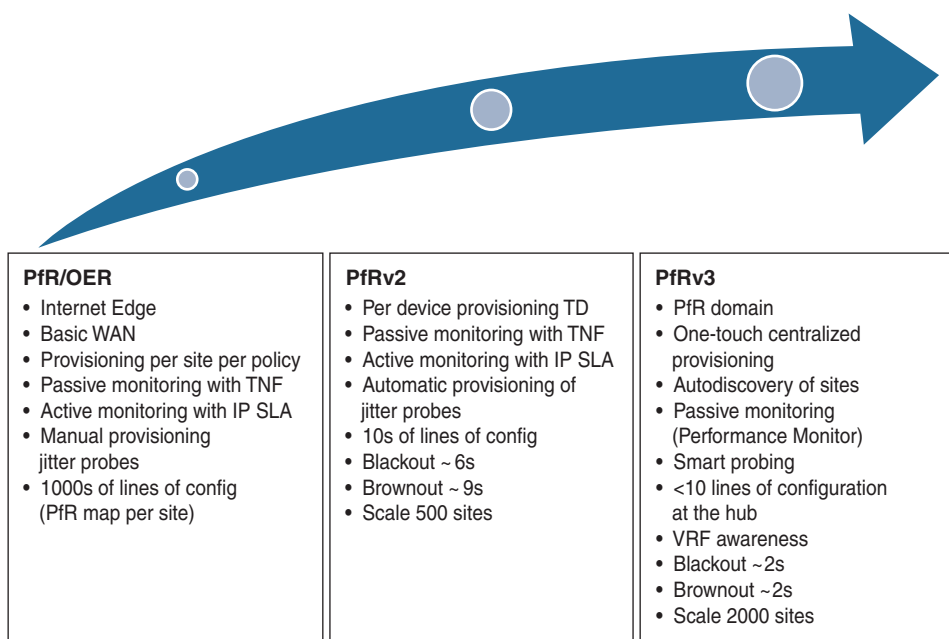 PfR/OER
• Internet Edge
• Basic WAN
• Provisioning per site per policy
• Passive monitoring with TNF
• Active monitoring with IP SLA
• Manual provisioning
jitter probes
• 1000s of lines of config
(PfR map per site)
PfRv2
• Per device provisioning TD
• Passive monitoring with TNF
• Active monitoring with IP SLA
• Automatic provisioning of
jitter probes
• 10s of lines of config
• Blackout ~ 6s
• Brownout ~ 9s
• Scale 500 sites
PfRv3
• PfR domain
• One-touch centralized
provisioning
• Autodiscovery of sites
• Passive monitoring
(Performance Monitor)
• Smart probing
• <10 lines of configuration
at the hub
• VRF awareness
• Blackout ~2s
• Brownout ~2s
• Scale 2000 sites